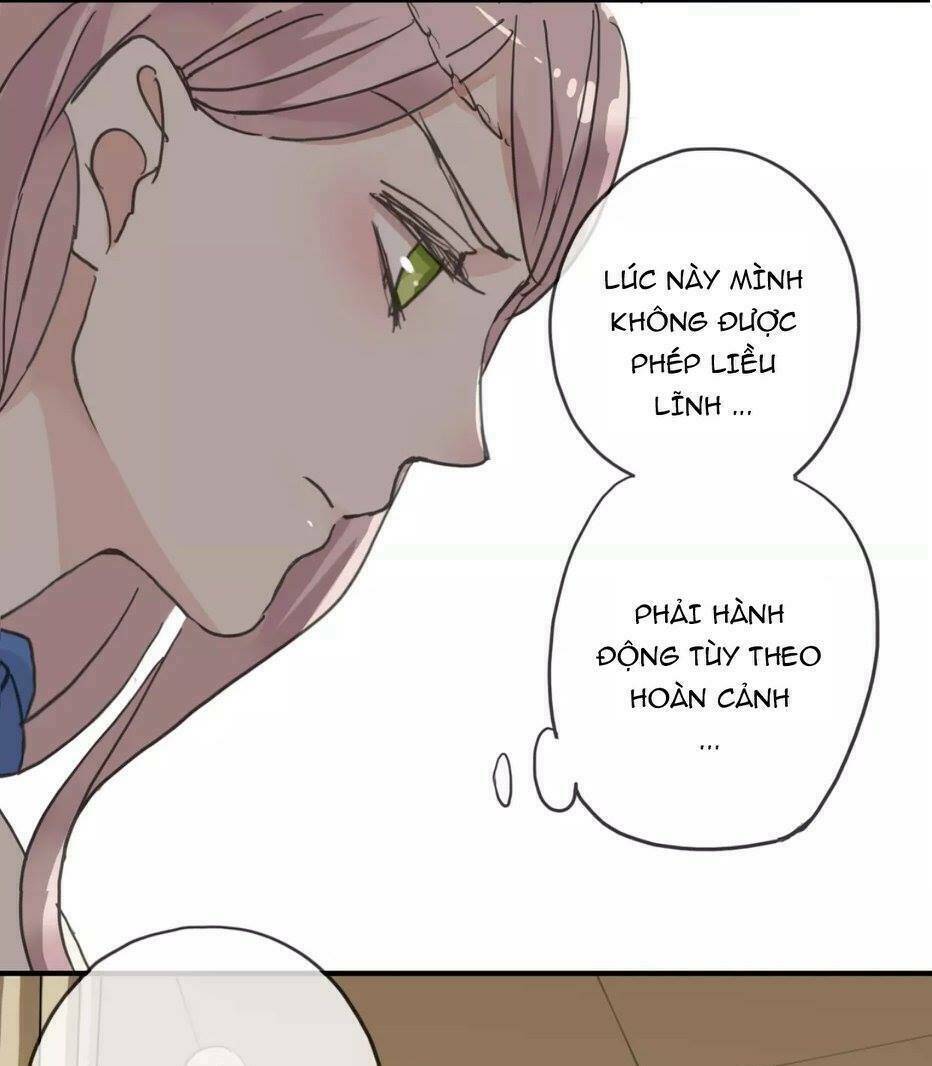 LÚC NÀY MÌNH
KHÔNG ĐƯỢC
PHÉP LIỀU
LĨNH ...
PHẢI HÀNH
ĐỘNG TÙY THEO
HOÀN CẢNH
...